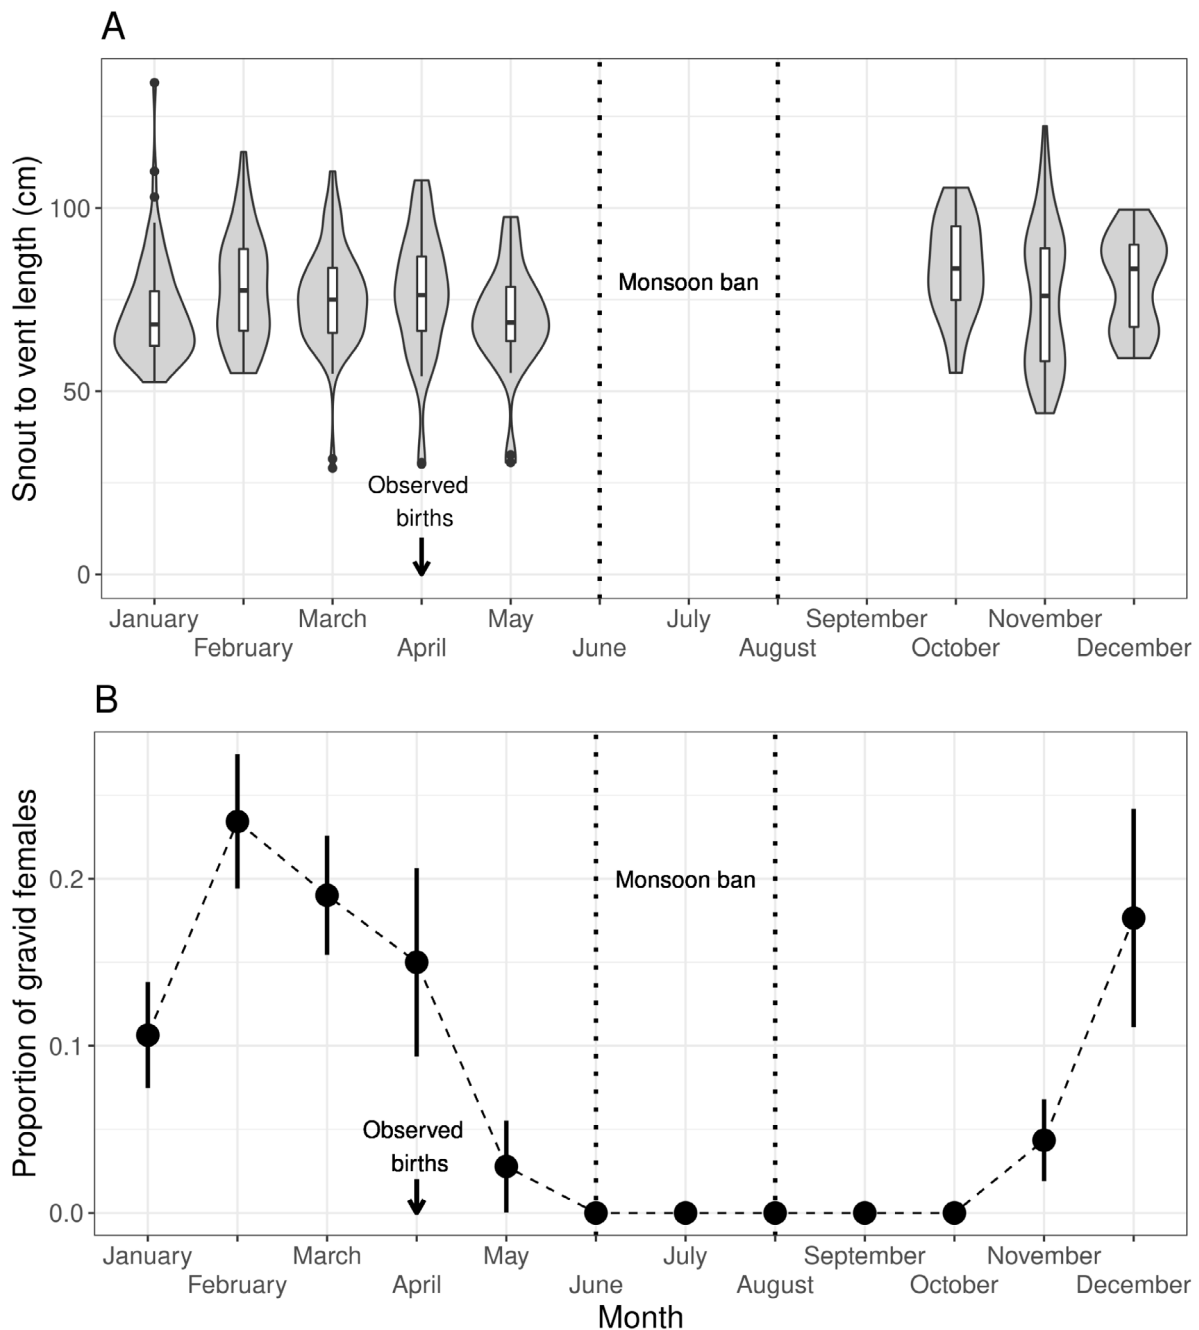 A
Snout to vent length (cm)
100
50
0
Monsoon ban
Observed
births
January
March
May
July
September
November
February
April
June
August
October
December
B
Proportion of gravid females
0.2
0.1
0.0
Monsoon ban
Observed
births
January
March
May
July
September
November
February
April
June
August
October
December
Month